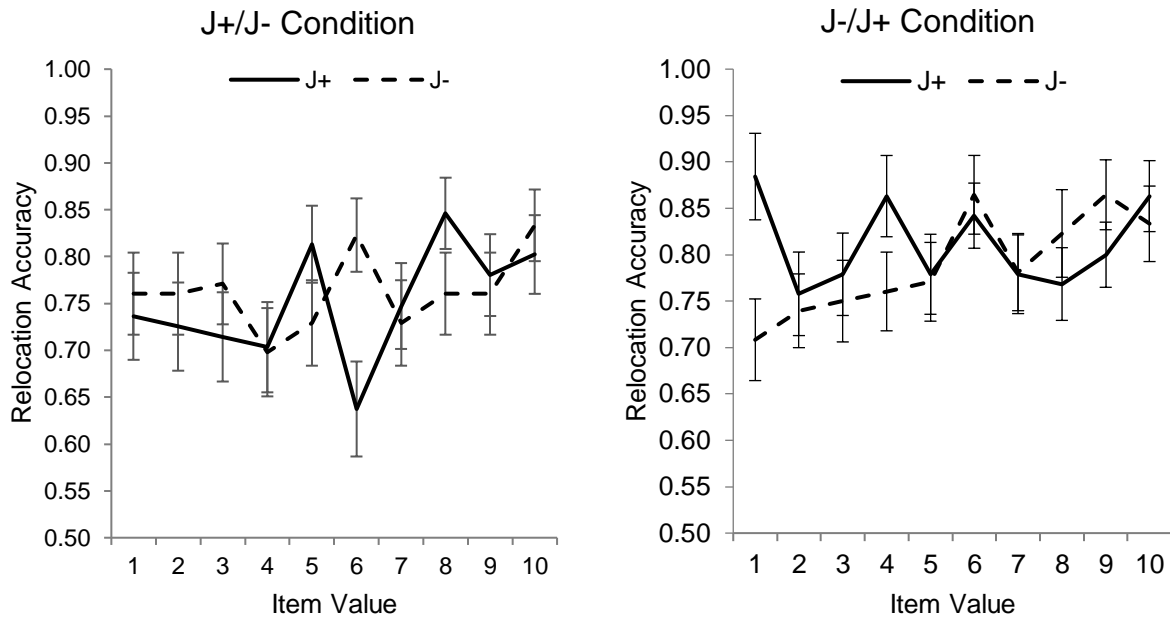 J+/J- Condition
J+ J-
1.00
0.95
0.90
0.85
0.80
0.75
0.70
0.65
0.60
0.55
0.50
Relocation Accuracy
1 2 3 4 5 6 7 8 9 10
Item Value
J-/J+ Condition
J+ J-
1.00
0.95
0.90
0.85
0.80
0.75
0.70
0.65
0.60
0.55
0.50
Relocation Accuracy
1 2 3 4 5 6 7 8 9 10
Item Value